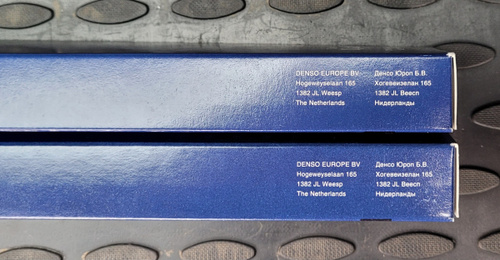 DENSO EUROPE BV
Hogeweyselaan 165
1382 JL Weesp
The Netherlands
Денсо Юроп Б.В.
Хогевейзелан 165
1382 JL Веесп
Нидерланды
DENSO EUROPE BV
Hogeweyselaan 165
1382 JL Weesp
The Netherlands
Денсо Юроп Б.В.
Хогевейзелан 165
1382 JL Веесп
Нидерланды